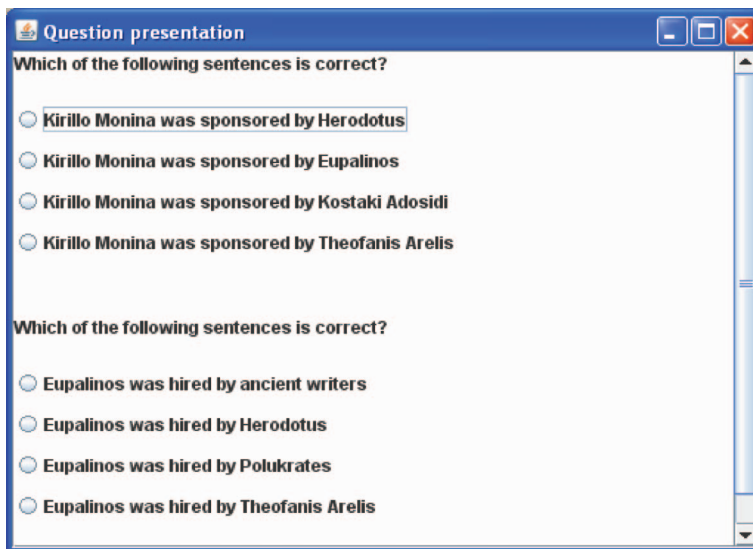 Question presentation
Which of the following sentences is correct?
Kirillo Monina was sponsored by Herodotus
Kirillo Monina was sponsored by Eupalinos
Kirillo Monina was sponsored by Kostaki Adosidi
Kirillo Monina was sponsored by Theofanis Arelis
Which of the following sentences is correct?
Eupalinos was hired by ancient writers
Eupalinos was hired by Herodotus
Eupalinos was hired by Polukrates
Eupalinos was hired by Theofanis Arelis